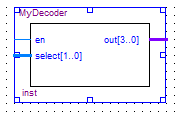 MyDecoder
en out[3..0]
select[1..0]
inst